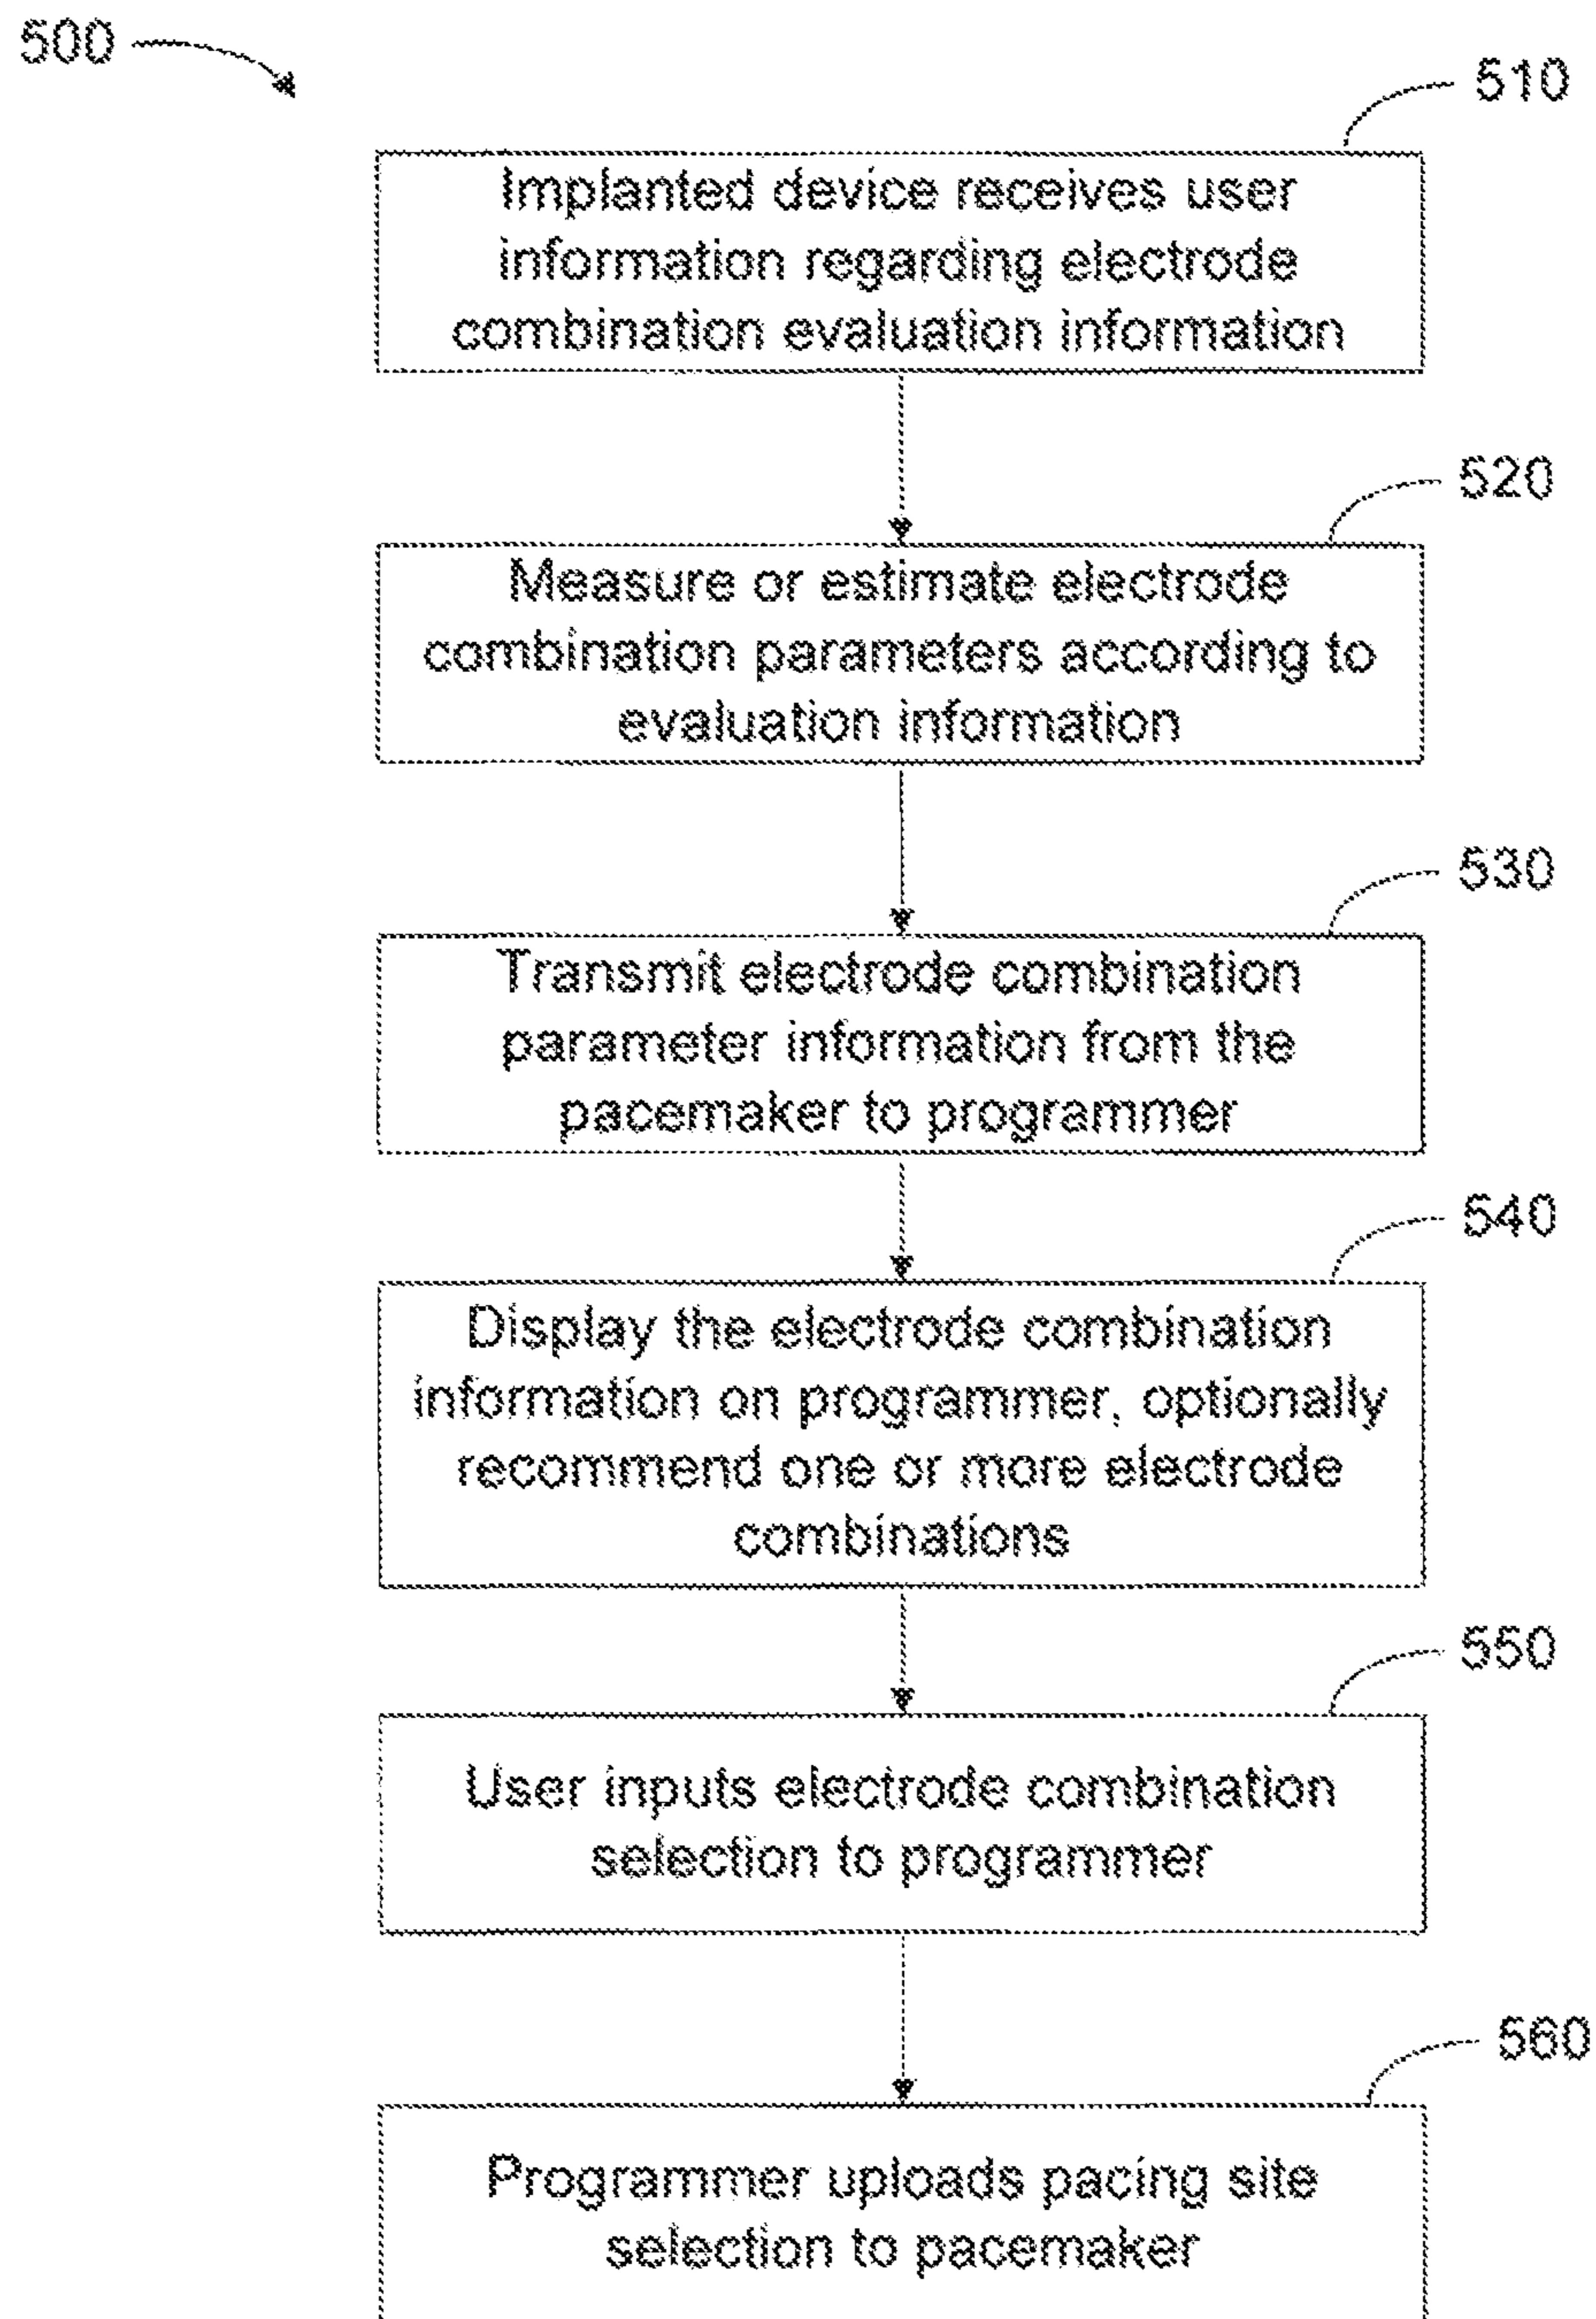 500
510
Implanted device receives user
information regarding electrode
combination evaluation information
520
Measure or estimate electrode
combination parameters according to
evaluation information
530
Transmit electrode combination
parameter information from the
pacemaker to programmer
540
Display the electrode combination
information on programmer, optionally
recommend one or more electrode
combinations
550
User inputs electrode combination
selection to programmer
560
Programmer uploads pacing site
selection to pacemaker